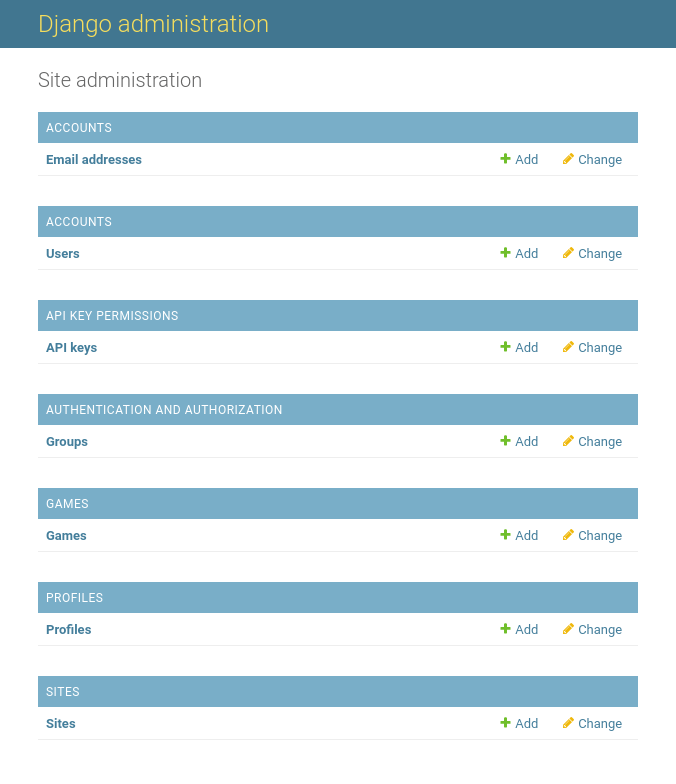 Django administration
Site administration
ACCOUNTS
Email addresses Add Change
ACCOUNTS
Users Add Change
API KEY PERMISSIONS
API keys Add Change
AUTHENTICATION AND AUTHORIZATION
Groups Add Change
GAMES
Games Add Change
PROFILES
Profiles Add Change
SITES
Sites Add Change